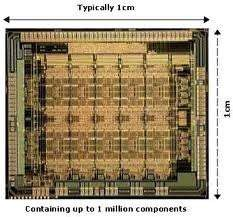 Typically 1cm
1cm
Containing up to 1 million components